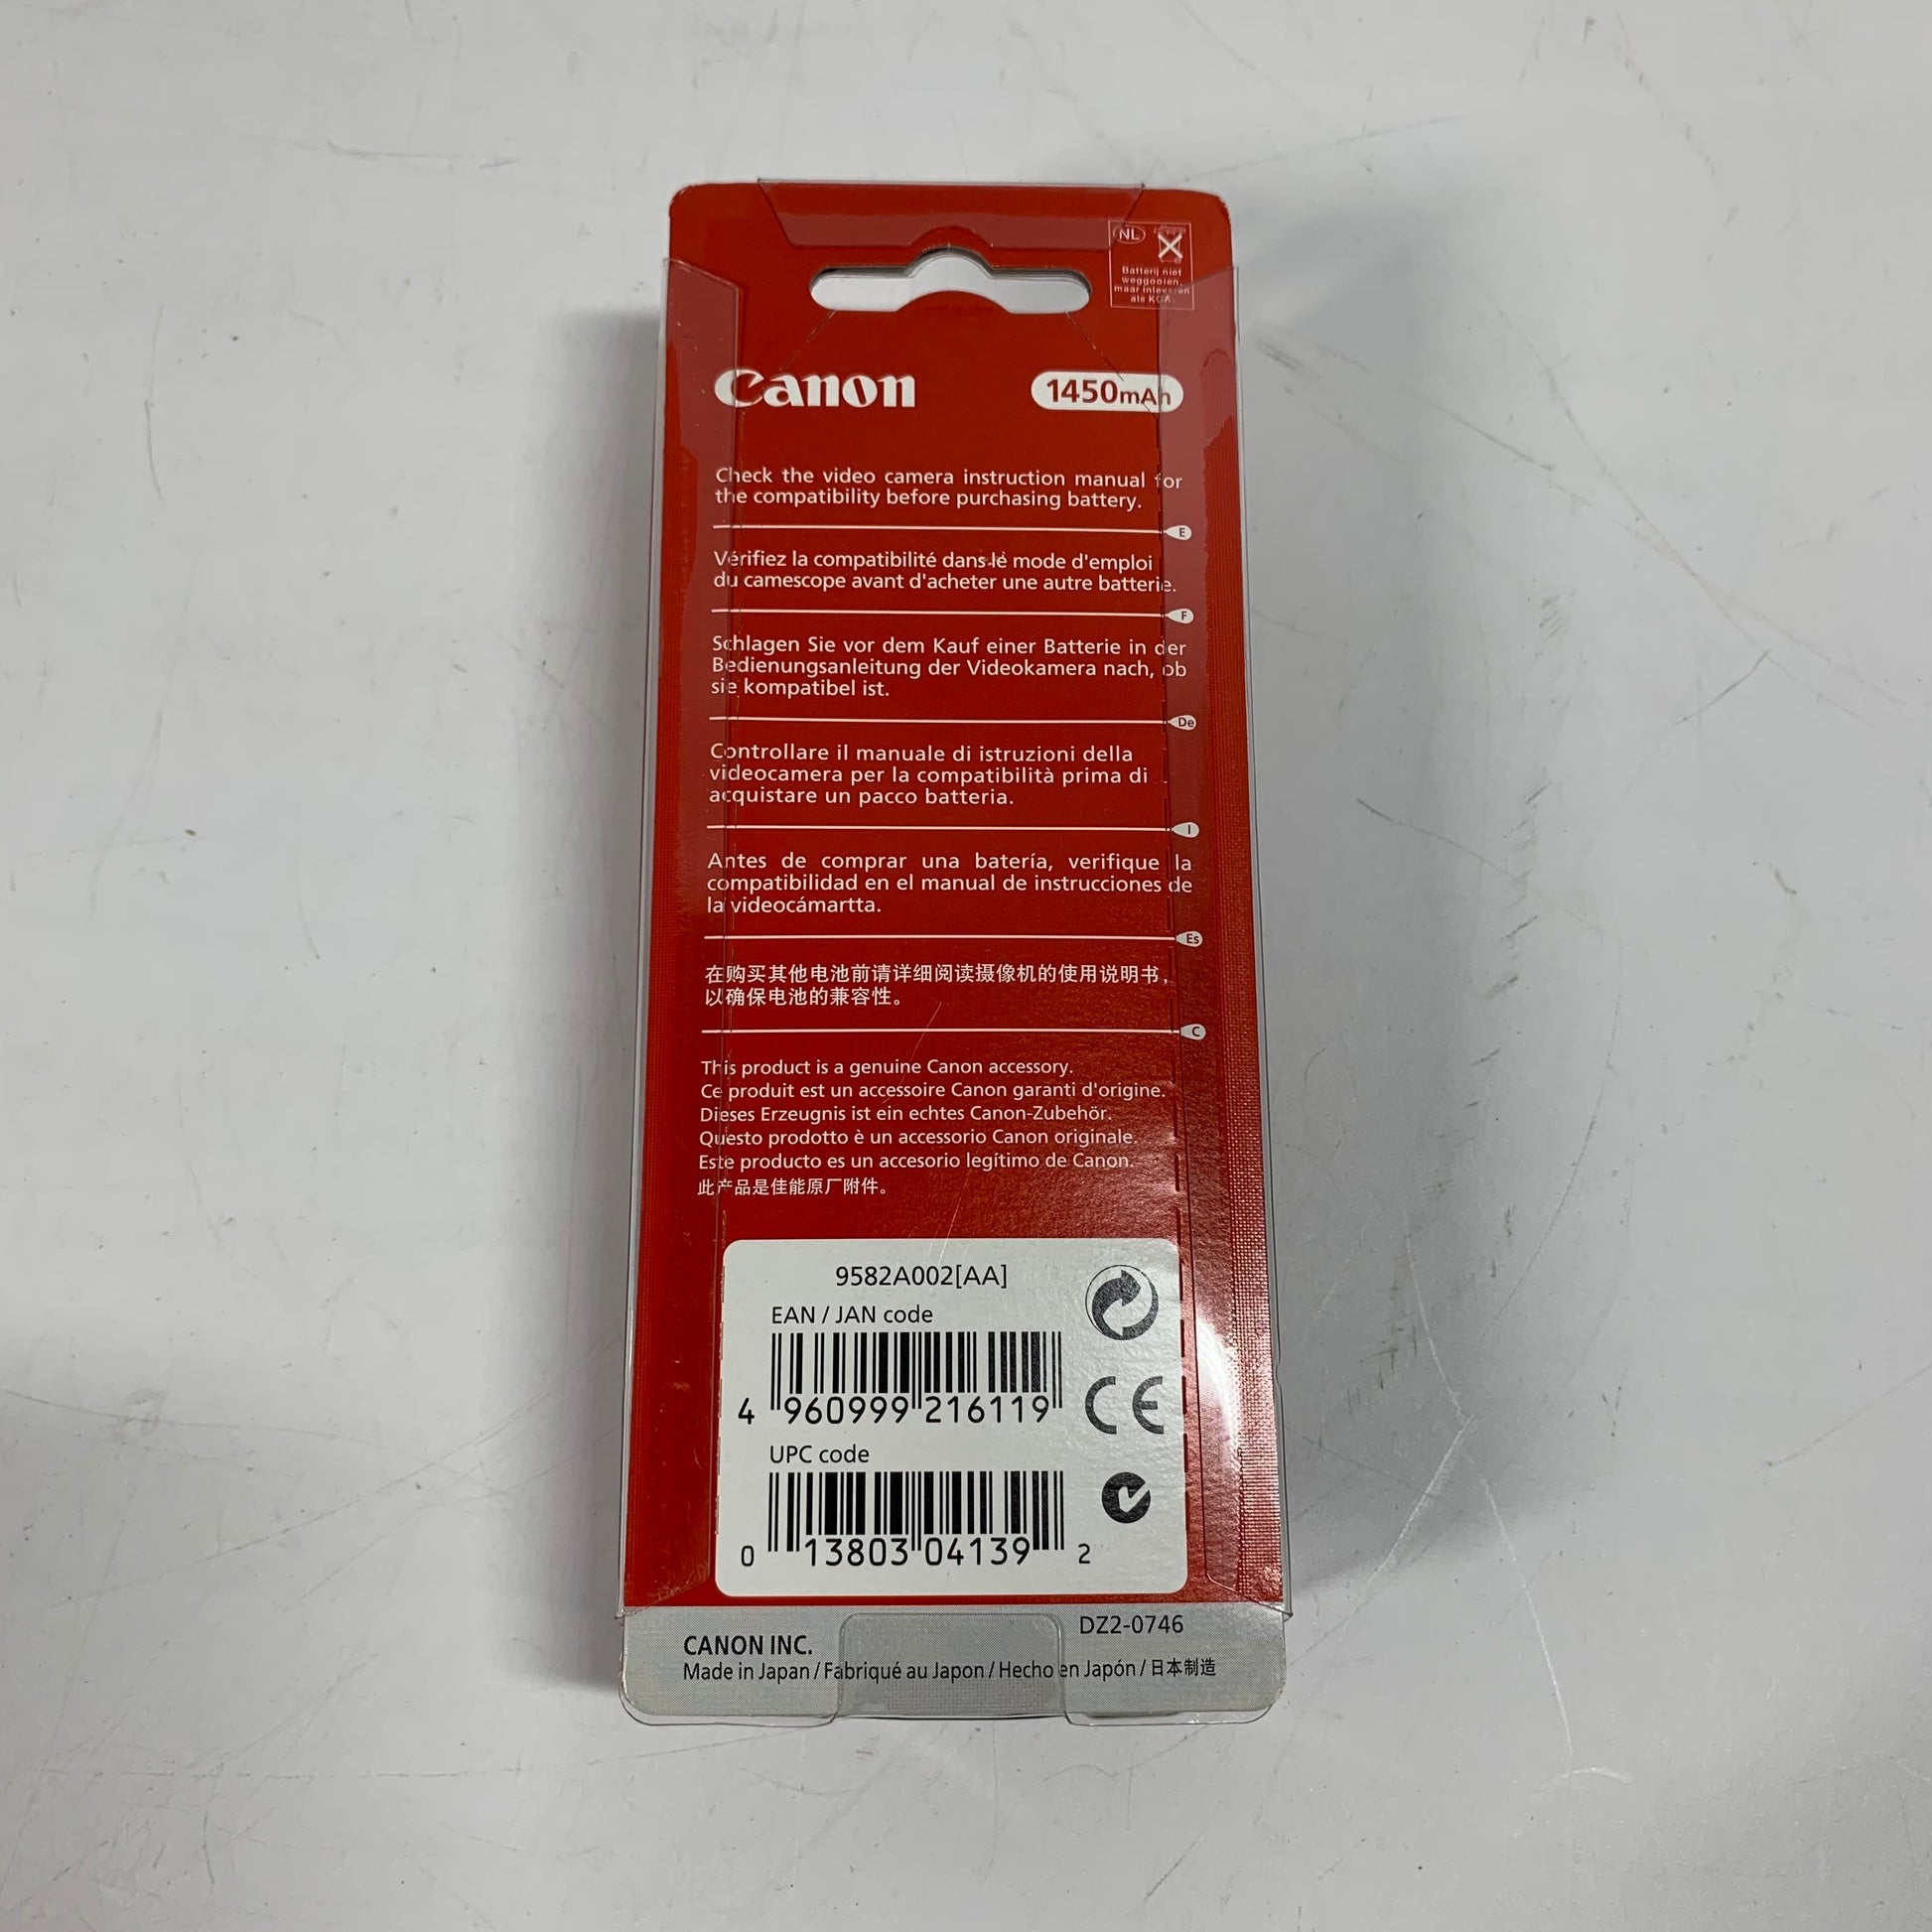 NL
Batterij niet
weggooien,
maar inleveren
als KCA.
Canon
1450mAh
Check the video camera instruction manual for
the compatibility before purchasing battery.
E
Vérifiez la compatibilité dans le mode d'emploi
du camescope avant d'acheter une autre batterie.
F
Schlagen Sie vor dem Kauf einer Batterie in der
Bedienungsanleitung der Videokamera nach, ob
sie kompatibel ist.
De
Controllare il manuale di istruzioni della
videocamera per la compatibilità prima di
acquistare un pacco batteria.
I
Antes de comprar una batería, verifique la
compatibilidad en el manual de instrucciones de
la videocámartta.
Es
在购买其他电池前请详细阅读摄像机的使用说明书，
以确保电池的兼容性。
C
This product is a genuine Canon accessory.
Ce produit est un accessoire Canon garanti d'origine.
Dieses Erzeugnis ist ein echtes Canon-Zubehör.
Questo prodotto è un accessorio Canon originale.
Este producto es un accesorio legítimo de Canon.
此产品是佳能原厂附件。
9582A002[AA]
EAN / JAN code
4 960999 216119
CE
UPC code
0 13803 04139 2
DZ2-0746
CANON INC.
Made in Japan / Fabriqué au Japon / Hecho en Japón / 日本制造